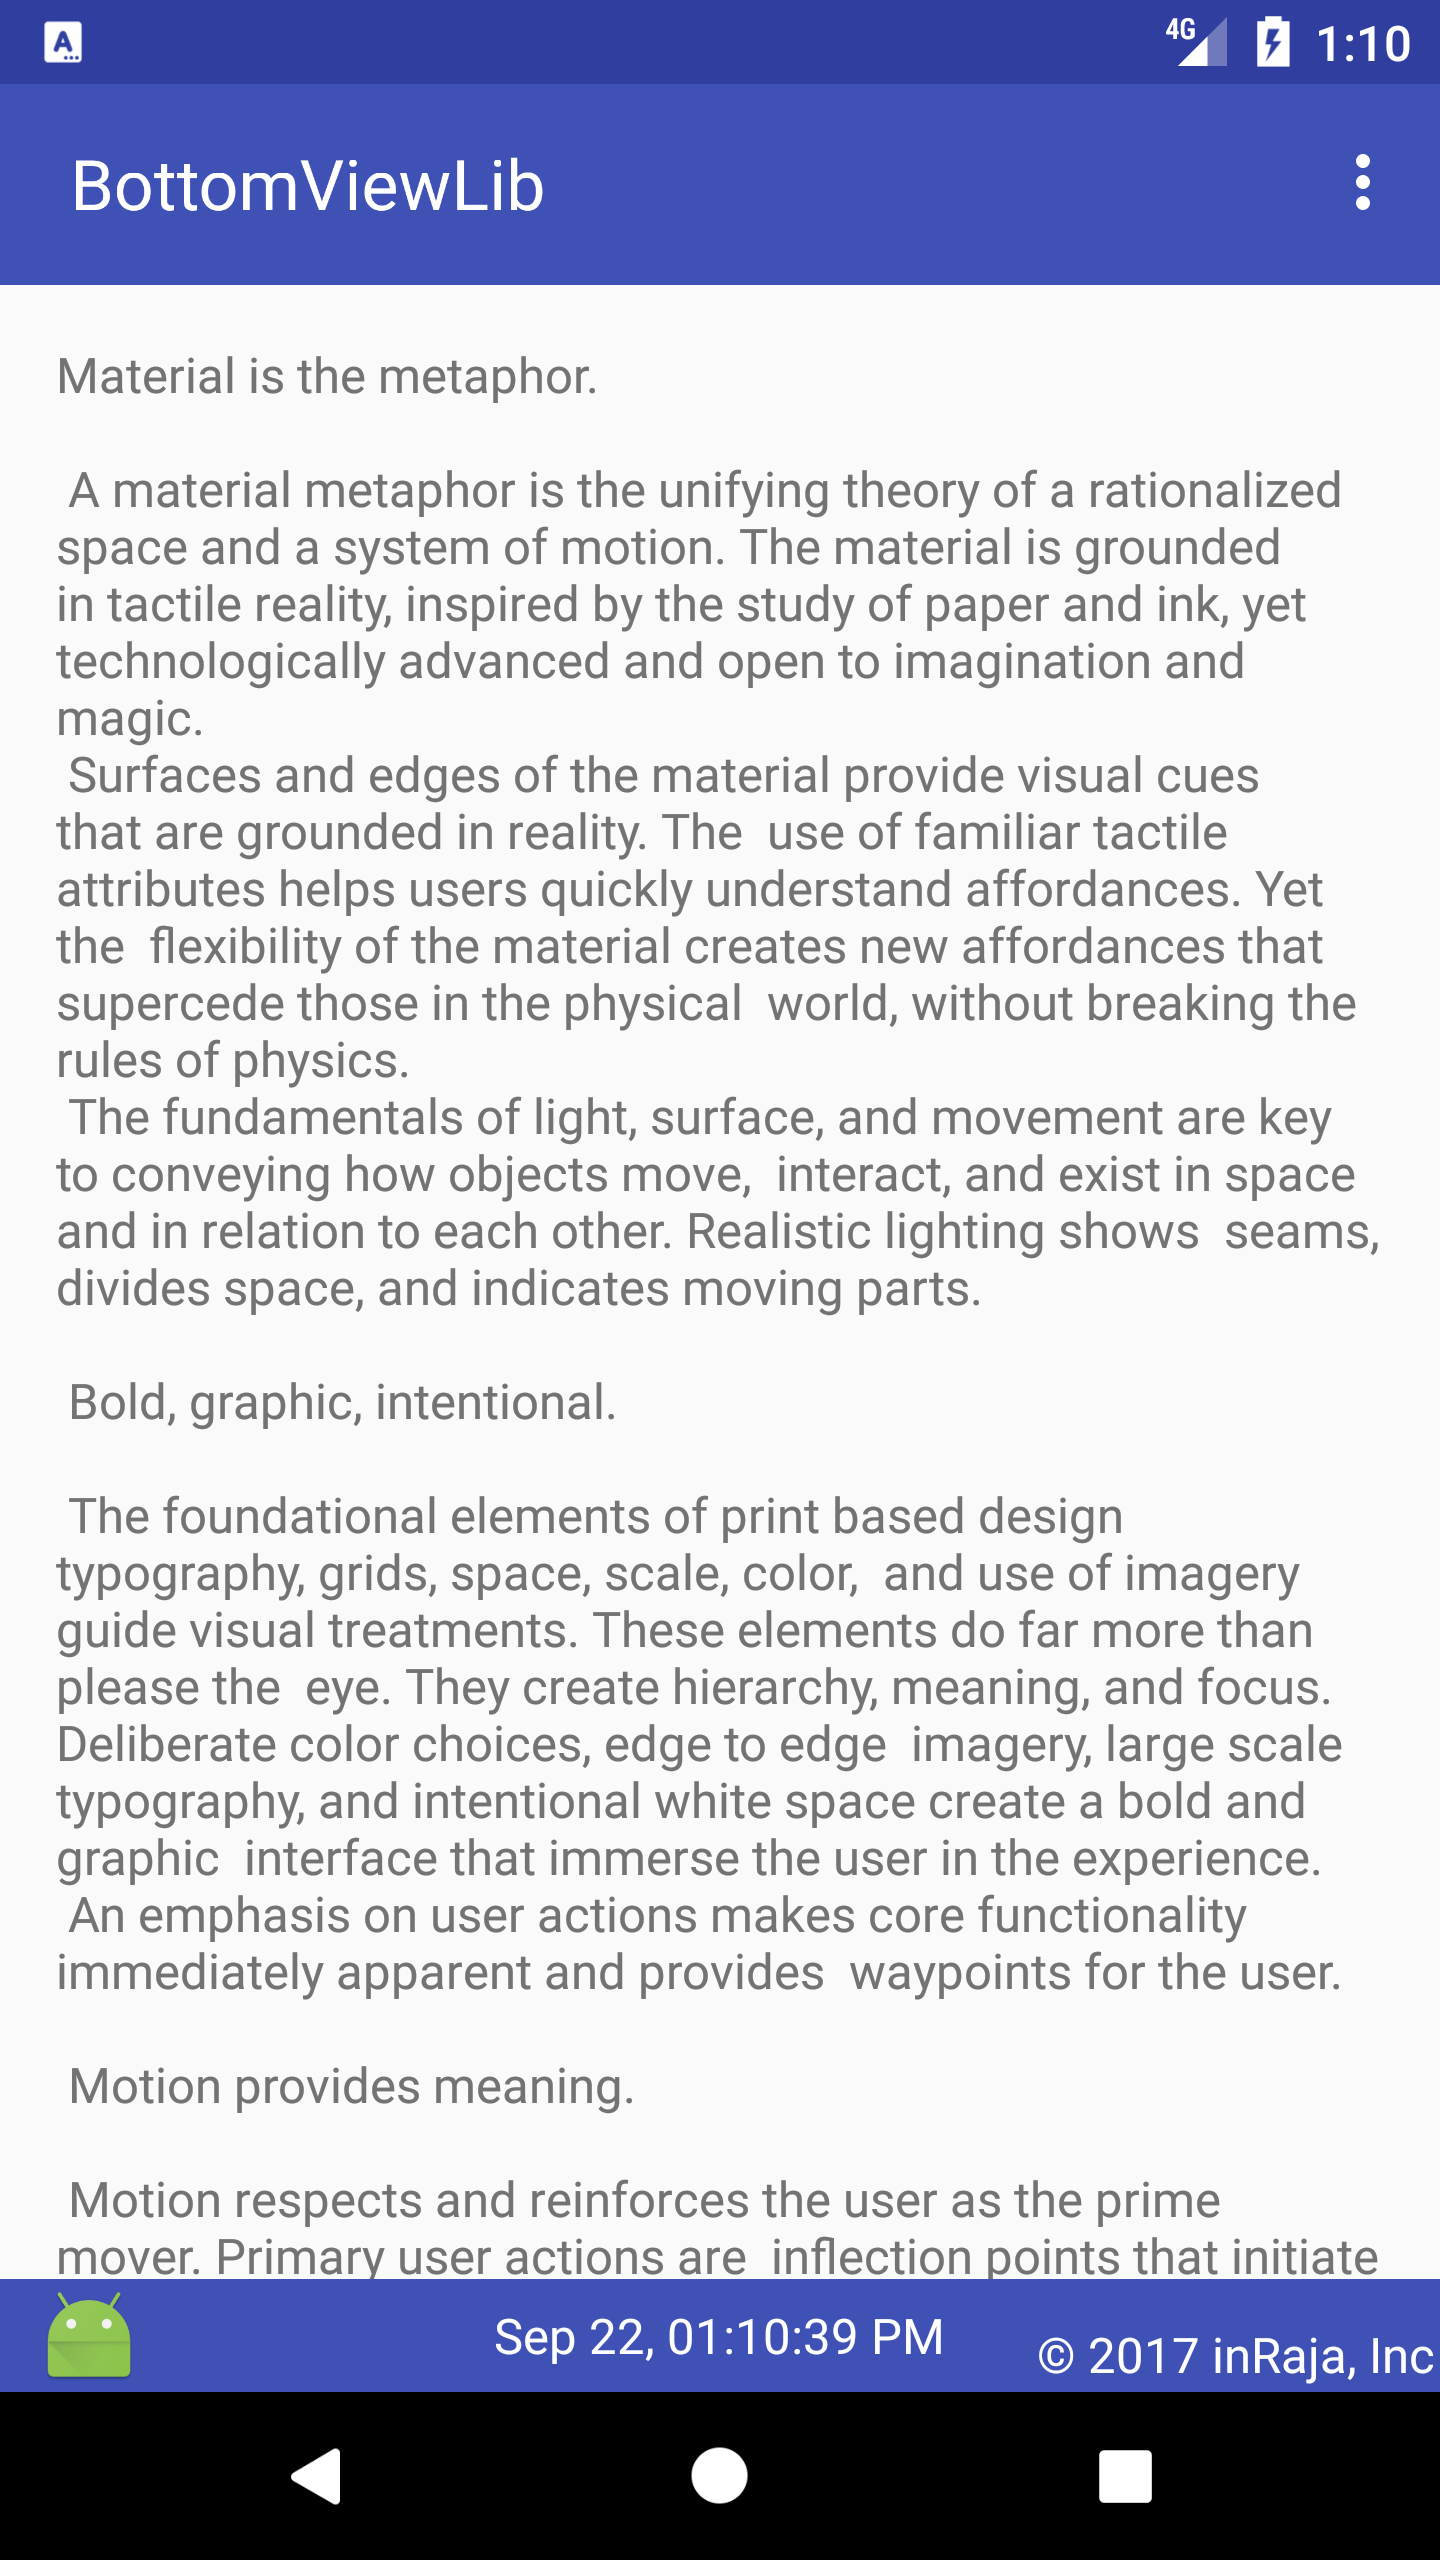 A
4G
1:10
BottomViewLib
Material is the metaphor.
A material metaphor is the unifying theory of a rationalized
space and a system of motion. The material is grounded
in tactile reality, inspired by the study of paper and ink, yet
technologically advanced and open to imagination and
magic.
Surfaces and edges of the material provide visual cues
that are grounded in reality. The  use of familiar tactile
attributes helps users quickly understand affordances. Yet
the  flexibility of the material creates new affordances that
supercede those in the physical  world, without breaking the
rules of physics.
The fundamentals of light, surface, and movement are key
to conveying how objects move,  interact, and exist in space
and in relation to each other. Realistic lighting shows  seams,
divides space, and indicates moving parts.
Bold, graphic, intentional.
The foundational elements of print based design
typography, grids, space, scale, color,  and use of imagery
guide visual treatments. These elements do far more than
please the  eye. They create hierarchy, meaning, and focus.
Deliberate color choices, edge to edge  imagery, large scale
typography, and intentional white space create a bold and
graphic  interface that immerse the user in the experience.
An emphasis on user actions makes core functionality
immediately apparent and provides  waypoints for the user.
Motion provides meaning.
Motion respects and reinforces the user as the prime
mover. Primary user actions are  inflection points that initiate
Sep 22, 01:10:39 PM
© 2017 inRaja, Inc